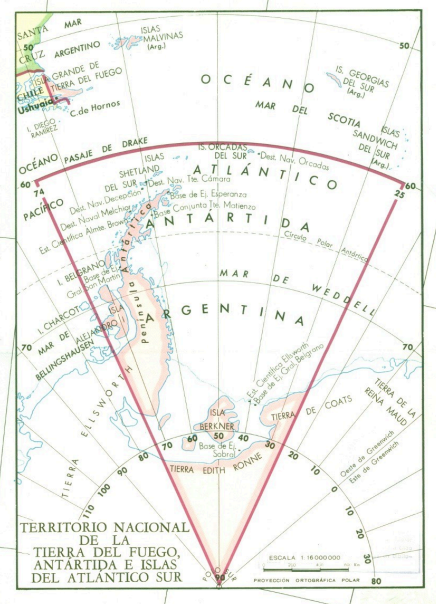 SANTA
CRUZ
50
MAR
ARGENTINO
ISLAS
MALVINAS
(Arg.)
50
ISLA GRANDE DE
TIERRA DEL FUEGO
CHILE
Ushuaia
C. de Hornos
I. DIEGO
RAMIREZ
OCÉANO
IS. GEORGIAS
DEL SUR
(Arg.)
MAR DEL SCOTIA
ISLAS
SANDWICH
DEL SUR
(Arg.)
OCÉANO
PACÍFICO
PASAJE DE DRAKE
IS. ORCADAS
DEL SUR
Dest. Nav. Orcadas
ATLÁNTICO
60
74
60
25
ISLAS
SHETLAND
DEL SUR
Dest. Nav. Tte. Cámara
Dest. Nav. Decepción
Base de Ej. Esperanza
Dest. Naval Melchior
Base Conjunta Tte. Matienzo
Est. Científica Almte. Brown
ANTÁRTIDA
Círculo Polar Antártico
Península Antártica
I. BELGRANO
Base de Ej.
Gral. San Martín
MAR DE WEDDELL
I. CHARCOT
ISLA
ALEJANDRO I
ARGENTINA
MAR DE
BELLINGSHAUSEN
70
70
Est. Científica Ellsworth
Base de Ej. Gral. Belgrano
TIERRA ELLSWORTH
ISLA
BERKNER
TIERRA DE COATS
TIERRA DE LA
REINA MAUD
Base de Ej.
Sobral
TIERRA EDITH RONNE
Oeste de Greenwich
Este de Greenwich
110
100
90
80
70
60
50
40
30
20
10
0
10
20
30
80
POLO SUR
90
TERRITORIO NACIONAL
DE LA
TIERRA DEL FUEGO,
ANTÁRTIDA E ISLAS
DEL ATLÁNTICO SUR
ESCALA 1:16 000 000
PROYECCION ORTOGRÁFICA POLAR